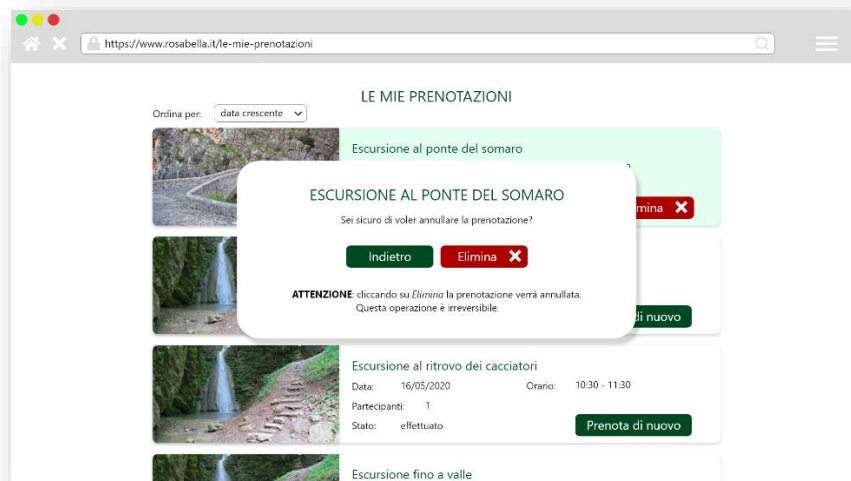 https://www.rosabella.it/le-mie-prenotazioni
LE MIE PRENOTAZIONI
Ordina per: data crescente
Escursione al ponte del somaro
ESCURSIONE AL PONTE DEL SOMARO
Sei sicuro di voler annullare la prenotazione?
Indietro Elimina
ATTENZIONE: cliccando su Elimina la prenotazione verrà annullata.
Questa operazione è irreversibile.
mina
di nuovo
Escursione al ritrovo dei cacciatori
Data: 16/05/2020 Orario: 10:30 - 11:30
Partecipanti: 1
Stato: effettuato Prenota di nuovo
Escursione fino a valle